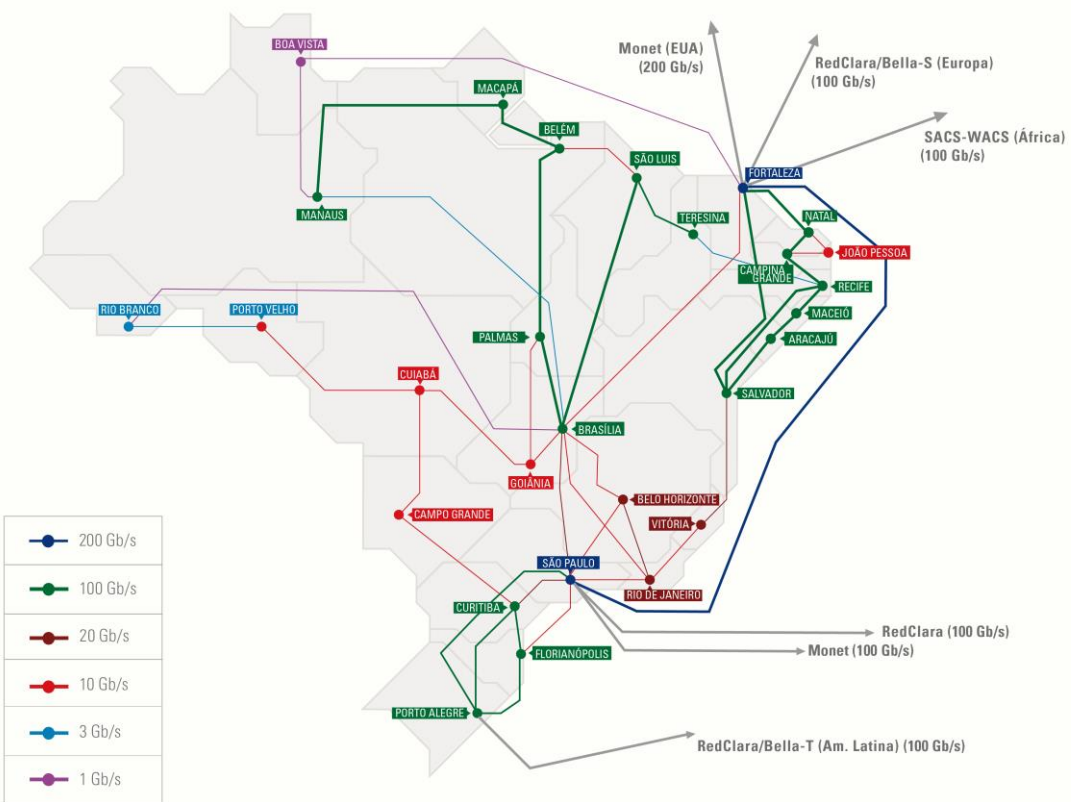 BOA VISTA
Monet (EUA)
(200 Gb/s)
RedClara/Bella-S (Europa)
(100 Gb/s)
MACAPÁ
SACS-WACS (África)
(100 Gb/s)
BELÉM
SÃO LUIS
FORTALEZA
MANAUS
TERESINA
NATAL
JOÃO PESSOA
CAMPINA
GRANDE
RECIFE
RIO BRANCO
PORTO VELHO
MACEIÓ
PALMAS
ARACAJÚ
CUIABÁ
SALVADOR
BRASÍLIA
GOIÂNIA
BELO HORIZONTE
CAMPO GRANDE
VITÓRIA
200 Gb/s
SÃO PAULO
100 Gb/s
RIO DE JANEIRO
CURITIBA
20 Gb/s
RedClara (100 Gb/s)
Monet (100 Gb/s)
FLORIANÓPOLIS
10 Gb/s
PORTO ALEGRE
3 Gb/s
RedClara/Bella-T (Am. Latina) (100 Gb/s)
1 Gb/s